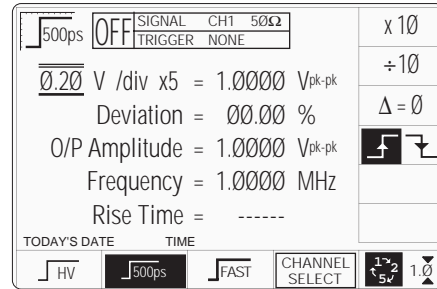 500ps OFF SIGNAL CH1 50Ω
TRIGGER NONE
x 10
÷ 10
0.20 V /div x5 = 1.0000 Vpk-pk
Deviation = 00.00 %
Δ = 0
O/P Amplitude = 1.0000 Vpk-pk
Frequency = 1.0000 MHz
Rise Time = ------
TODAY'S DATE TIME
HV 500ps FAST CHANNEL SELECT 1 2 5 1.0